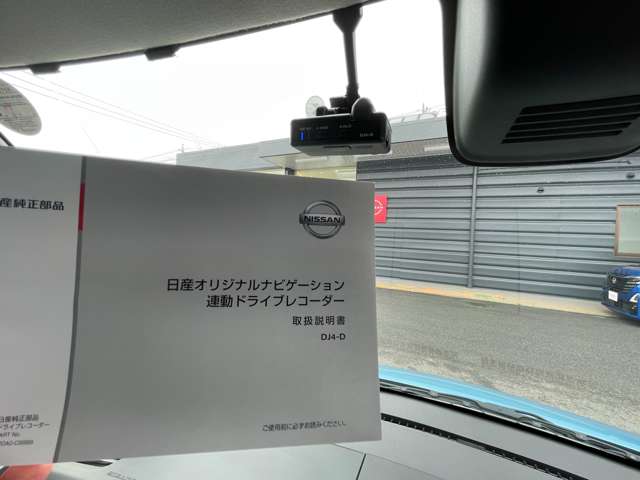 産純正部品
NISSAN
日産オリジナルナビゲーション
連動ドライブレコーダー
取扱説明書
DJ4-D
ご使用前に必ずお読みください。
日産純正部品
ドライブレコーダー
PART No.